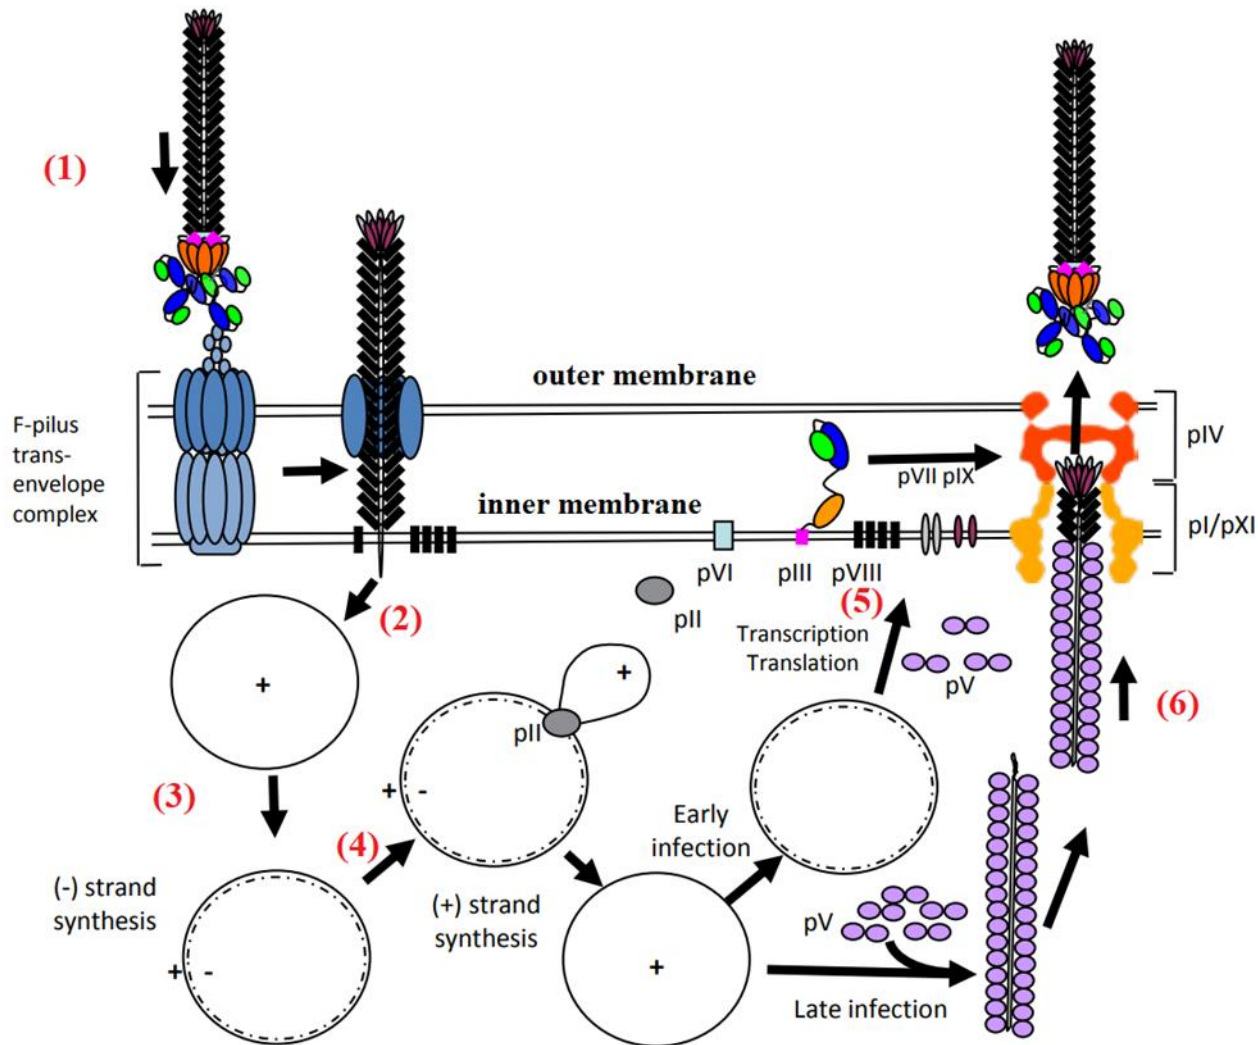 (1)
outer membrane
F-pilus
trans-
envelope
complex
pIV
pVII pIX
inner membrane
pI/pXI
pVI
pIII
pVIII
(2)
pII
(5)
Transcription
Translation
pV
+
+
(6)
pII
(3)
+ -
Early
infection
(4)
(-) strand
synthesis
(+) strand
synthesis
pV
+ -
+
Late infection